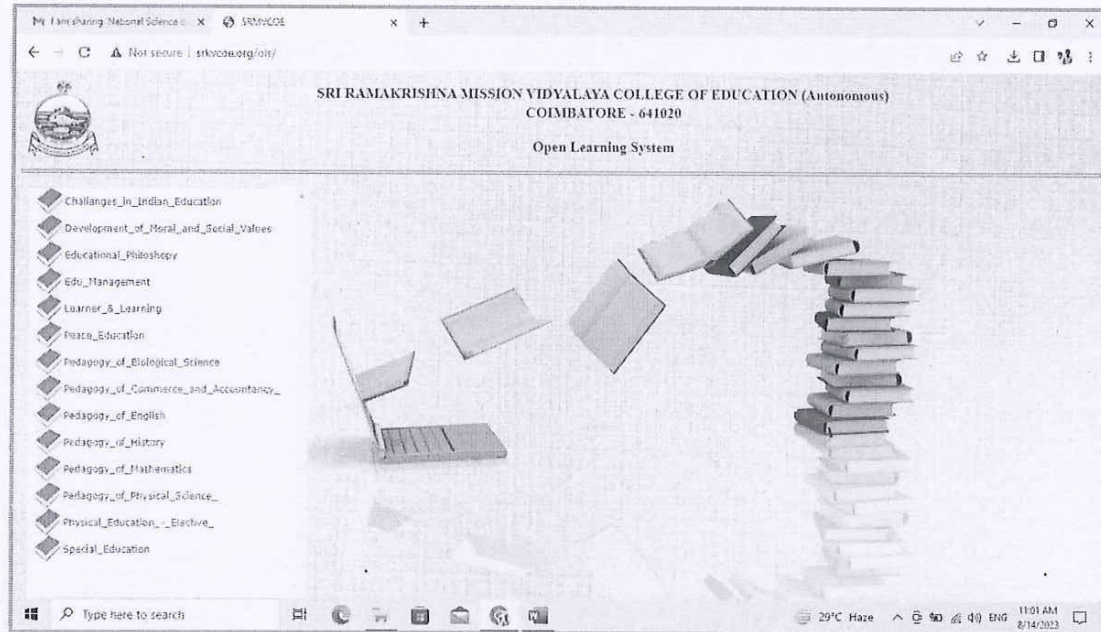 I am sharing 'National Science
SRMVCOE
Not secure | srkvcoe.org/ols/
SRI RAMAKRISHNA MISSION VIDYALAYA COLLEGE OF EDUCATION (Autonomous)
COIMBATORE - 641020
Open Learning System
Challanges_in_Indian_Education
Development_of_Moral_and_Social_Values
Educational_Philoshopy
Edu_Management
Learner_&_Learning
Peace_Education
Pedagogy_of_Biological_Science
Pedagogy_of_Commerce_and_Accountancy_
Pedagogy_of_English
Pedagogy_of_History
Pedagogy_of_Mathematics
Pedagogy_of_Physical_Science_
Physical_Education_-_Elective_
Special_Education
Type here to search
29°C Haze
ENG
11:01 AM
8/14/2023